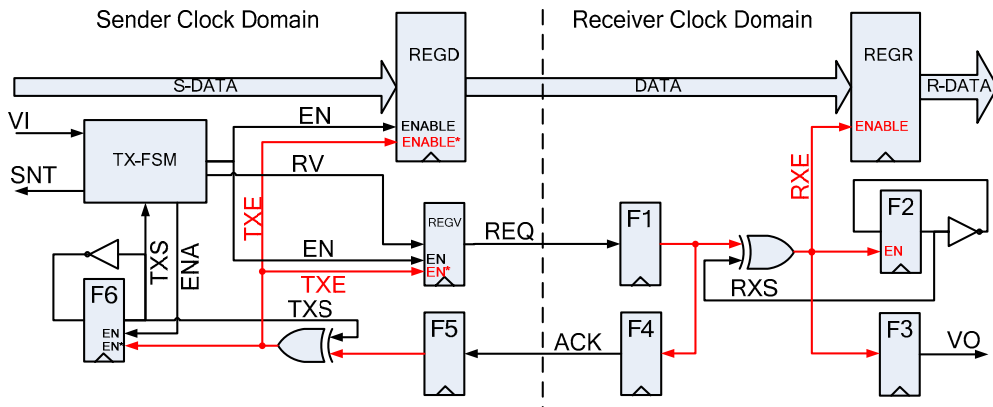 Sender Clock Domain
Receiver Clock Domain
REGD
REGR
S-DATA
DATA
R-DATA
VI
EN
ENABLE
ENABLE*
ENABLE
TX-FSM
SNT
RV
TXE
RXE
REGV
REQ
F1
F2
TXS
ENA
EN
EN
EN*
EN
TXE
RXS
F6
TXS
F5
F4
F3
EN
EN*
ACK
VO